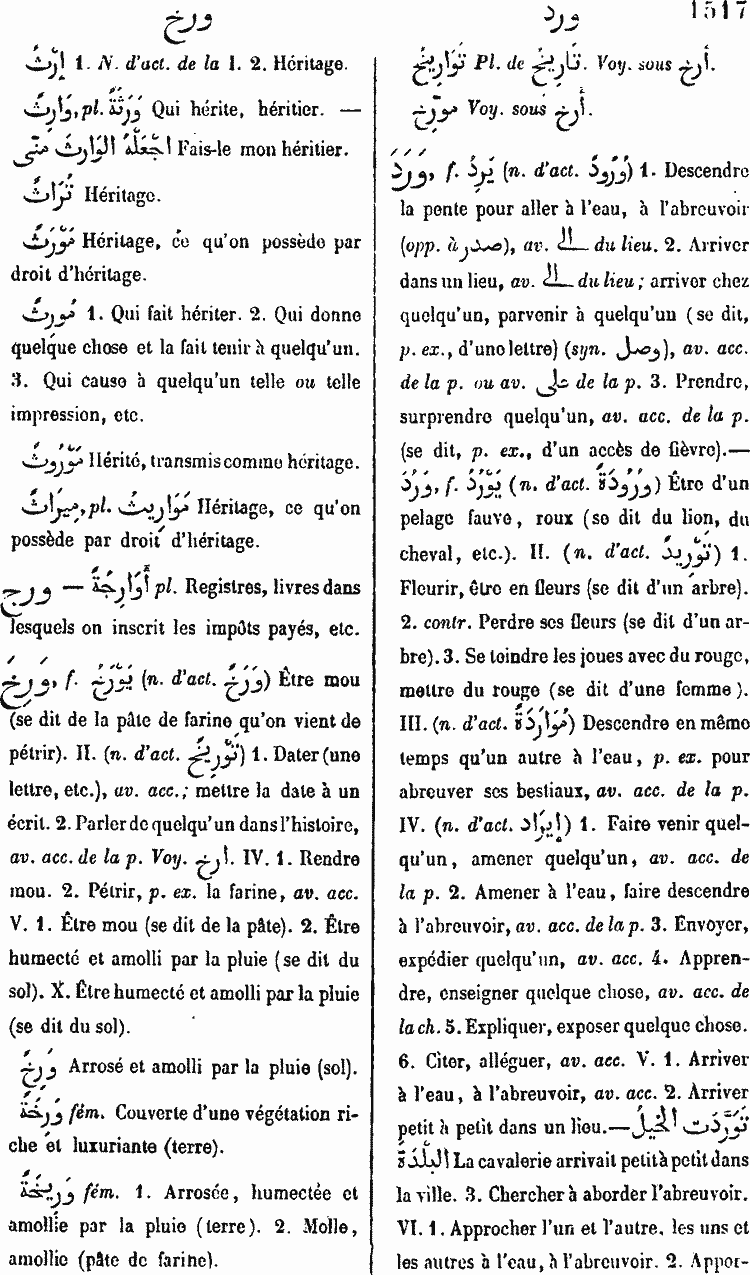 ورخ
إِرْثٌ 1. N. d'act. de la I. 2. Héritage.
وَارِثٌ, pl. وَرَثَةٌ Qui hérite, héritier. —
اجْعَلْهُ الْوَارِثَ مِنِّى Fais-le mon héritier.
تُرَاثٌ Héritage.
مَوْرَثٌ Héritage, ce qu'on possède par
droit d'héritage.
مُورِثٌ 1. Qui fait hériter. 2. Qui donne
quelque chose et la fait tenir à quelqu'un.
3. Qui cause à quelqu'un telle ou telle
impression, etc.
مَوْرُوثٌ Hérité, transmis comme héritage.
مِيرَاثٌ, pl. مَوَارِيثُ Héritage, ce qu'on
possède par droit d'héritage.
ورج — أَوَارِجَةٌ pl. Registres, livres dans
lesquels on inscrit les impôts payés, etc.
وَرِخَ, f. يَوْرَخُ (n. d'act. وَرَخٌ) Être mou
(se dit de la pâte de farine qu'on vient de
pétrir). II. (n. d'act. تَوْرِيخٌ) 1. Dater (une
lettre, etc.), av. acc.; mettre la date à un
écrit. 2. Parler de quelqu'un dans l'histoire,
av. acc. de la p. Voy. أرخ. IV. 1. Rendre
mou. 2. Pétrir, p. ex. la farine, av. acc.
V. 1. Être mou (se dit de la pâte). 2. Être
humecté et amolli par la pluie (se dit du
sol). X. Être humecté et amolli par la pluie
(se dit du sol).
وَرِخٌ Arrosé et amolli par la pluie (sol).
وَرِخَةٌ fém. Couverte d'une végétation ri-
che et luxuriante (terre).
وَرِيخَةٌ fém. 1. Arrosée, humectée et
amollie par la pluie (terre). 2. Molle,
amollie (pâte de farine).
ورد 1517
تَوَارِيخُ Pl. de تَارِيخٌ. Voy. sous أرخ.
مورّخ Voy. sous أرخ.
وَرَدَ, f. يَرِدُ (n. d'act. وُرُودٌ) 1. Descendre
la pente pour aller à l'eau, à l'abreuvoir
(opp. à صدر), av. الى du lieu. 2. Arriver
dans un lieu, av. الى du lieu; arriver chez
quelqu'un, parvenir à quelqu'un (se dit,
p. ex., d'une lettre) (syn. وصل), av. acc.
de la p. ou av. على de la p. 3. Prendre,
surprendre quelqu'un, av. acc. de la p.
(se dit, p. ex., d'un accès de fièvre).—
وَرُدَ, f. يَوْرُدُ (n. d'act. وُرُودَةٌ) Être d'un
pelage fauve, roux (se dit du lion, du
cheval, etc.). II. (n. d'act. تَوْرِيدٌ) 1.
Fleurir, être en fleurs (se dit d'un arbre).
2. contr. Perdre ses fleurs (se dit d'un ar-
bre). 3. Se teindre les joues avec du rouge,
mettre du rouge (se dit d'une femme).
III. (n. d'act. مُوَارَدَةٌ) Descendre en même
temps qu'un autre à l'eau, p. ex. pour
abreuver ses bestiaux, av. acc. de la p.
IV. (n. d'act. إِيرَاد) 1. Faire venir quel-
qu'un, amener quelqu'un, av. acc. de
la p. 2. Amener à l'eau, faire descendre
à l'abreuvoir, av. acc. de la p. 3. Envoyer,
expédier quelqu'un, av. acc. 4. Appren-
dre, enseigner quelque chose, av. acc. de
la ch. 5. Expliquer, exposer quelque chose.
6. Citer, alléguer, av. acc. V. 1. Arriver
à l'eau, à l'abreuvoir, av. acc. 2. Arriver
petit à petit dans un lieu.— تَوَرَّدَتِ الْخَيْلُ
الْبَلْدَةَ La cavalerie arrivait petit à petit dans
la ville. 3. Chercher à aborder l'abreuvoir.
VI. 1. Approcher l'un et l'autre, les uns et
les autres à l'eau, à l'abreuvoir. 2. Appor-